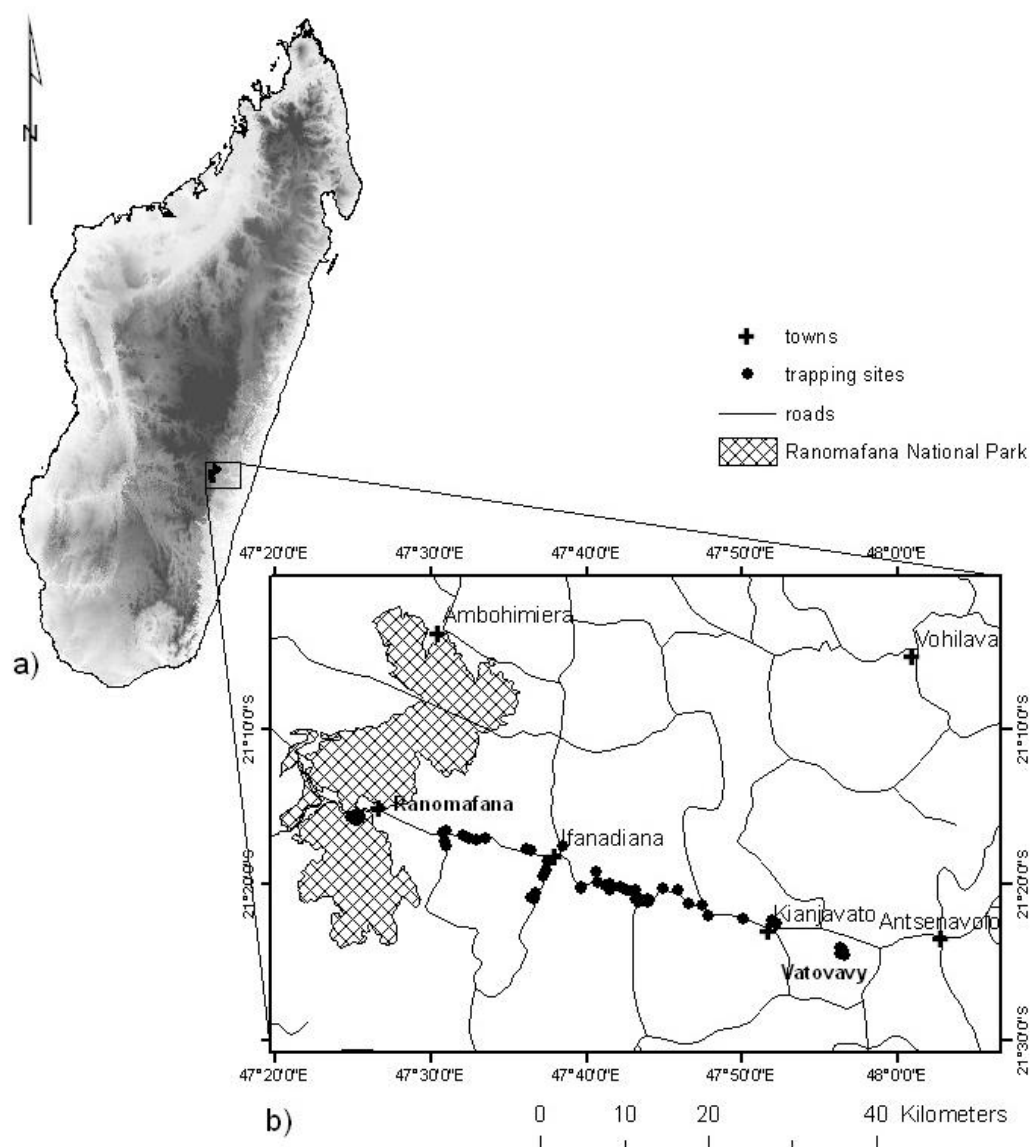 N
towns
trapping sites
roads
Ranomafana National Park
a)
47°20'0"E 47°30'0"E 47°40'0"E 47°50'0"E 48°0'0"E
Ambohimiera
Vohilava
21°10'0"S 21°10'0"S
Ranomafana
Ifanadiana
21°20'0"S 21°20'0"S
Kianjavato Antsenavolo
Vatovavy
21°30'0"S
47°20'0"E 47°30'0"E 47°40'0"E 47°50'0"E 48°0'0"E
b) 0 10 20 40 Kilometers